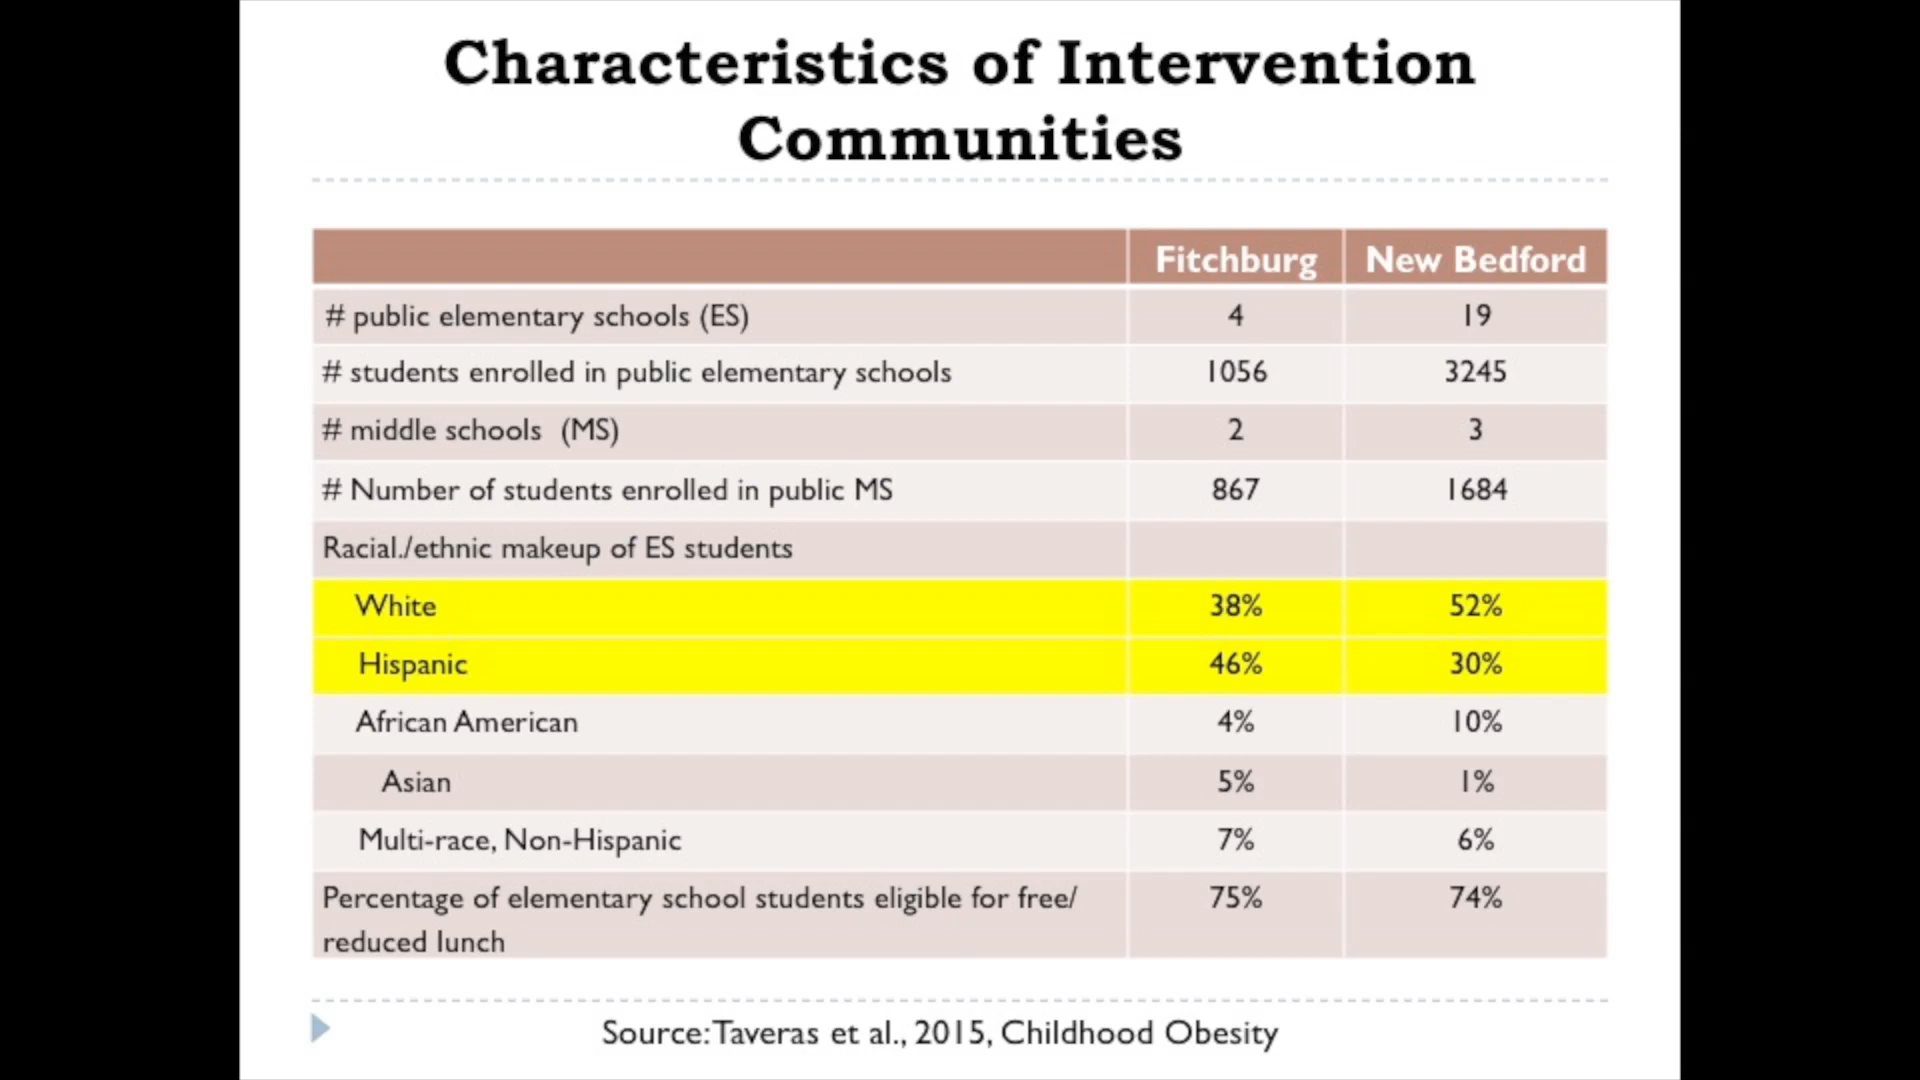 Characteristics of Intervention
Communities
Fitchburg New Bedford
# public elementary schools (ES) 4 19
# students enrolled in public elementary schools 1056 3245
# middle schools (MS) 2 3
# Number of students enrolled in public MS 867 1684
Racial./ethnic makeup of ES students
White 38% 52%
Hispanic 46% 30%
African American 4% 10%
Asian 5% 1%
Multi-race, Non-Hispanic 7% 6%
Percentage of elementary school students eligible for free/ 75% 74%
reduced lunch
Source: Taveras et al., 2015, Childhood Obesity